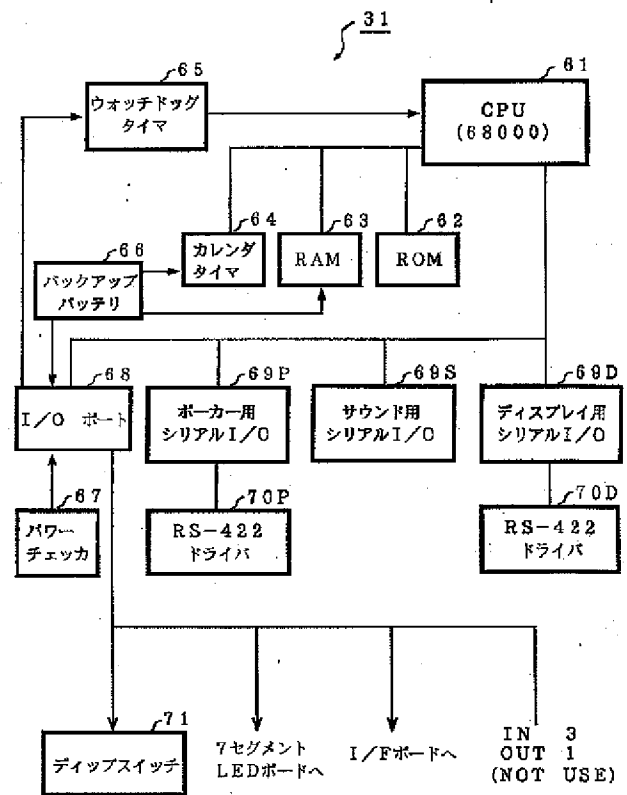 31
65
ウォッチドッグ
タイマ
61
CPU
(68000)
66
バックアップ
バッテリ
64
カレンダ
タイマ
63
RAM
62
ROM
68
I/O ポート
69P
ポーカー用
シリアルI/O
69S
サウンド用
シリアルI/O
69D
ディスプレイ用
シリアルI/O
67
パワー
チェッカ
70P
RS-422
ドライバ
70D
RS-422
ドライバ
71
ディップスイッチ
7セグメント
LEDボードへ
I/Fボードへ
IN 3
OUT 1
(NOT USE)